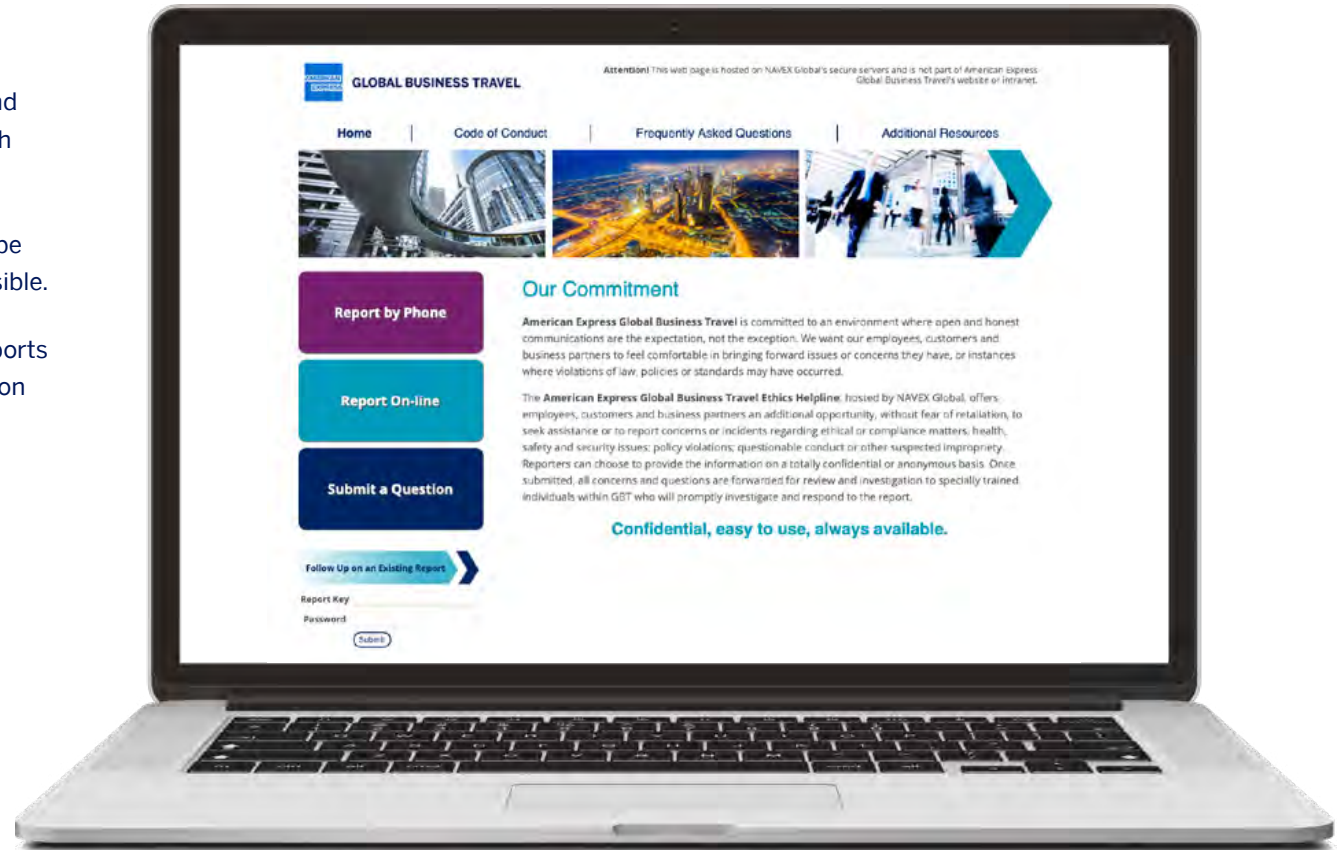 nd
h
be
sible.
ports
on
AMERICAN
EXPRESS
GLOBAL BUSINESS TRAVEL
Attention! This web page is hosted on NAVEX Global's secure servers and is not part of American Express
Global Business Travel's website or intranet.
Home | Code of Conduct | Frequently Asked Questions | Additional Resources
Report by Phone
Report On-line
Submit a Question
Follow Up on an Existing Report
Report Key
Password
Submit
Our Commitment
American Express Global Business Travel is committed to an environment where open and honest
communications are the expectation, not the exception. We want our employees, customers and
business partners to feel comfortable in bringing forward issues or concerns they have, or instances
where violations of law, policies or standards may have occurred.
The American Express Global Business Travel Ethics Helpline, hosted by NAVEX Global, offers
employees, customers and business partners an additional opportunity, without fear of retaliation, to
seek assistance or to report concerns or incidents regarding ethical or compliance matters, health,
safety and security issues; policy violations; questionable conduct or other suspected impropriety.
Reporters can choose to provide the information on a totally confidential or anonymous basis. Once
submitted, all concerns and questions are forwarded for review and investigation to specially trained
individuals within GBT who will promptly investigate and respond to the report.
Confidential, easy to use, always available.